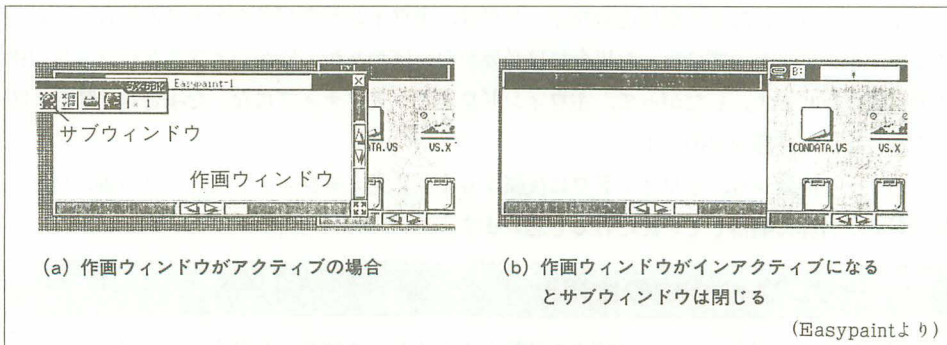 Easypaint-1
SX-68K
× 1
サブウィンドウ
作画ウィンドウ
B:
ICONDATA.VS
VS.X
(a) 作画ウィンドウがアクティブの場合
(b) 作画ウィンドウがインアクティブになる
とサブウィンドウは閉じる
(Easypaintより)